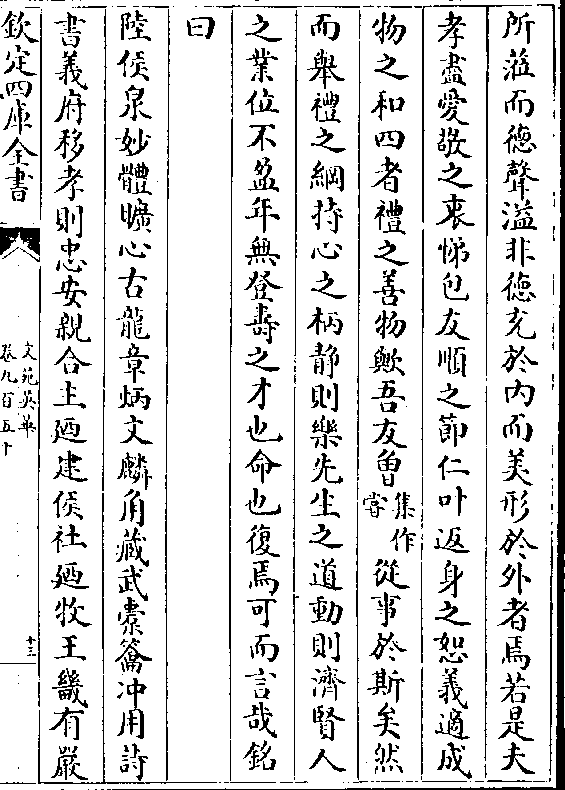 所蒞而德聲溢非德充於内而美形於外者焉若是夫
孝盡愛敬之衷悌包友順之節仁叶返身之恕義適成
物之和四者禮之善物歟吾友曾集作嘗從事於斯矣然
而舉禮之綱持心之柄静則樂先生之道動則濟賢人
之業位不盈年無登壽之才也命也復焉可而言哉銘
曰
陸侯泉妙體曠心古龍章炳文麟角藏武橐籥冲用詩
書義府移孝則忠安親合主廼建侯社廼牧王畿有嚴
欽定四庫全書
文苑英華
卷九百五十
十三